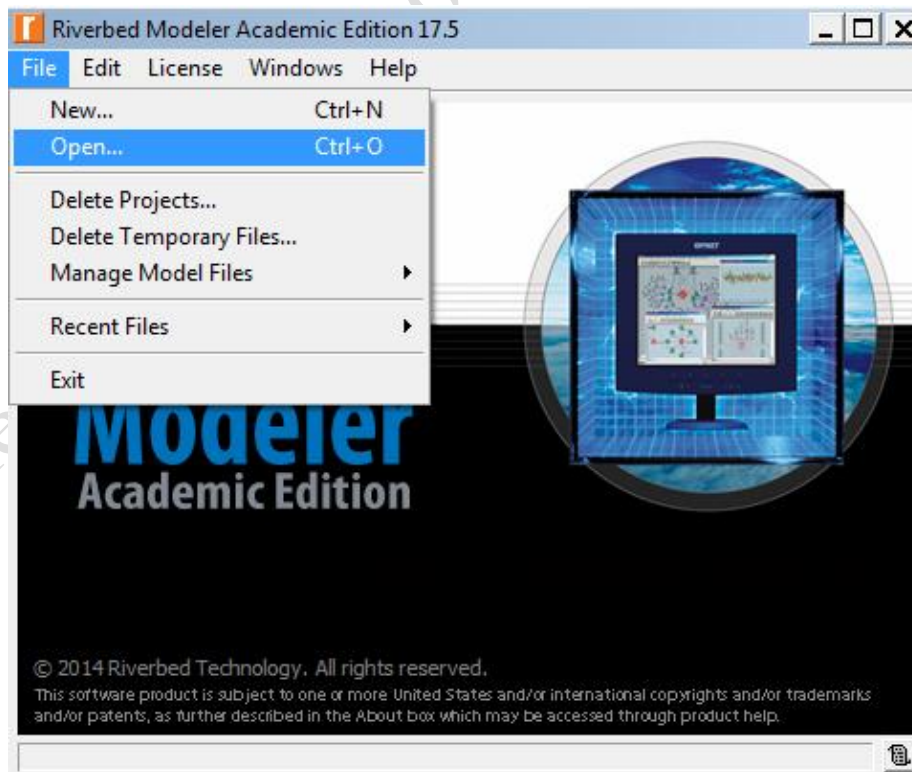 Riverbed Modeler Academic Edition 17.5
File Edit License Windows Help
New... Ctrl+N
Open... Ctrl+O
Delete Projects...
Delete Temporary Files...
Manage Model Files
Recent Files
Exit
OPNET
Modeler
Academic Edition
© 2014 Riverbed Technology. All rights reserved.
This software product is subject to one or more United States and/or international copyrights and/or trademarks
and/or patents, as further described in the About box which may be accessed through product help.